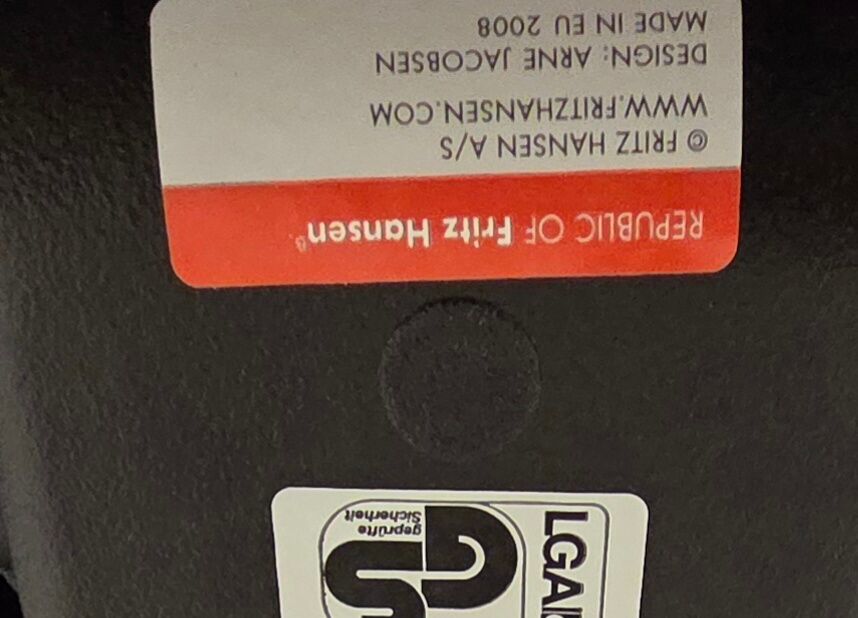 REPUBLIC OF Fritz Hansen®
© FRITZ HANSEN A/S
WWW.FRITZHANSEN.COM
DESIGN: ARNE JACOBSEN
MADE IN EU 2008
LGA
geprüfte
Sicherheit